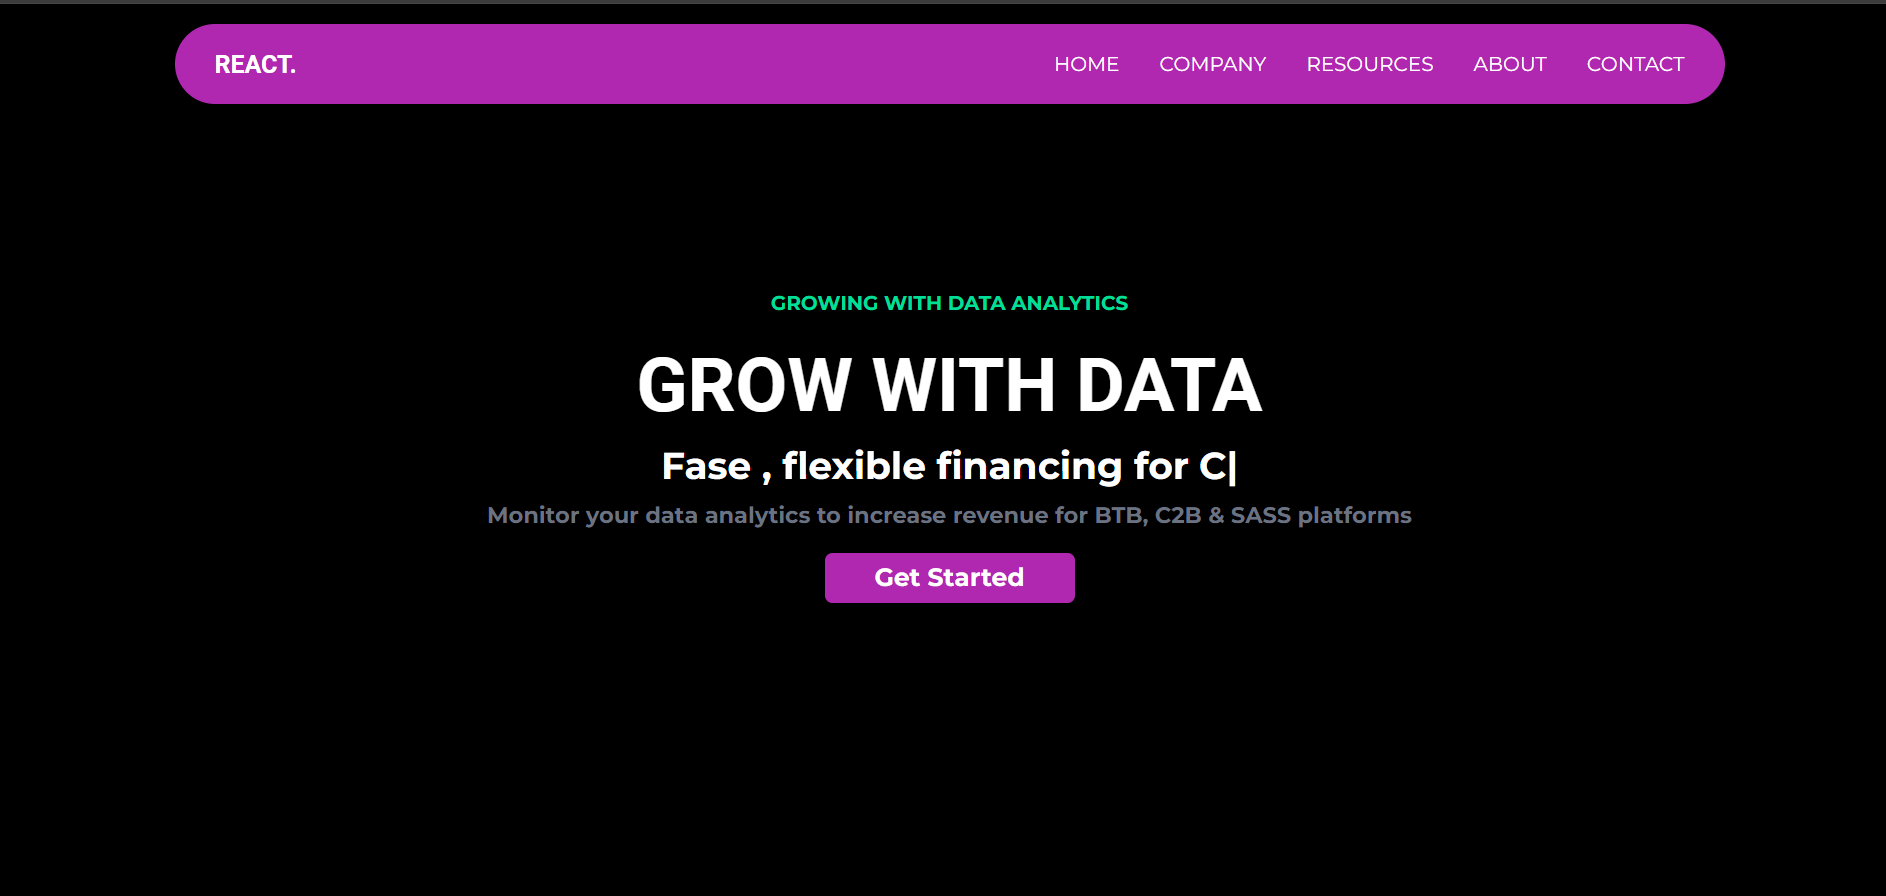 REACT.
HOME COMPANY RESOURCES ABOUT CONTACT
GROWING WITH DATA ANALYTICS
GROW WITH DATA
Fase , flexible financing for C|
Monitor your data analytics to increase revenue for BTB, C2B & SASS platforms
Get Started